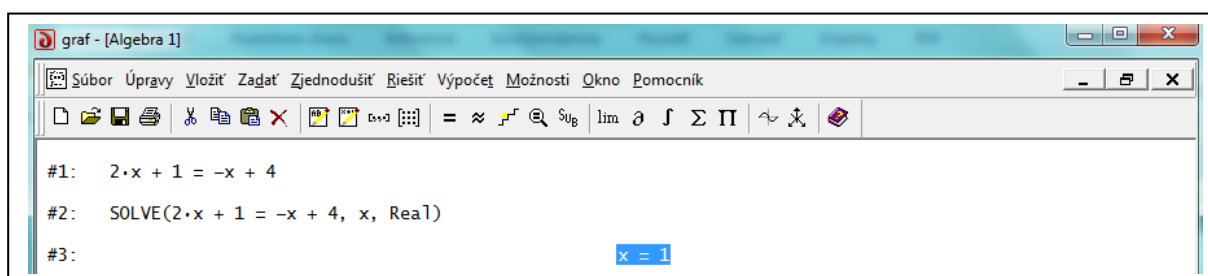 graf - [Algebra 1]
Súbor Úpravy Vložiť Zadať Zjednodušiť Riešiť Výpočet Možnosti Okno Pomocník
= ≈ SUB lim ∂ ∫ Σ Π
#1: 2·x + 1 = -x + 4
#2: SOLVE(2·x + 1 = -x + 4, x, Real)
#3: x = 1